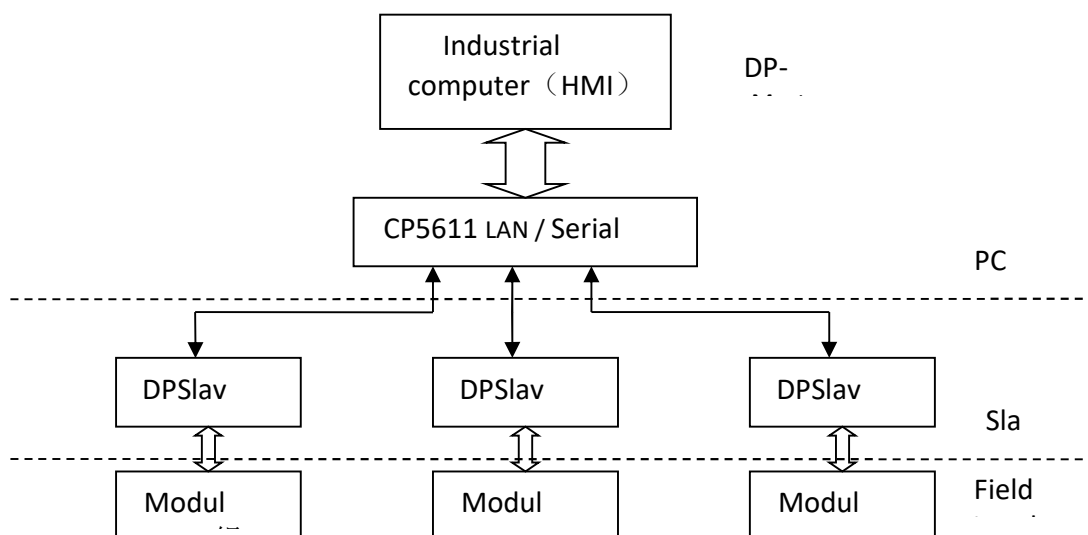 Industrial
computer（HMI）
DP-
CP5611 LAN / Serial
PC
DPSlav
DPSlav
DPSlav
Sla
Modul
Modul
Modul
Field